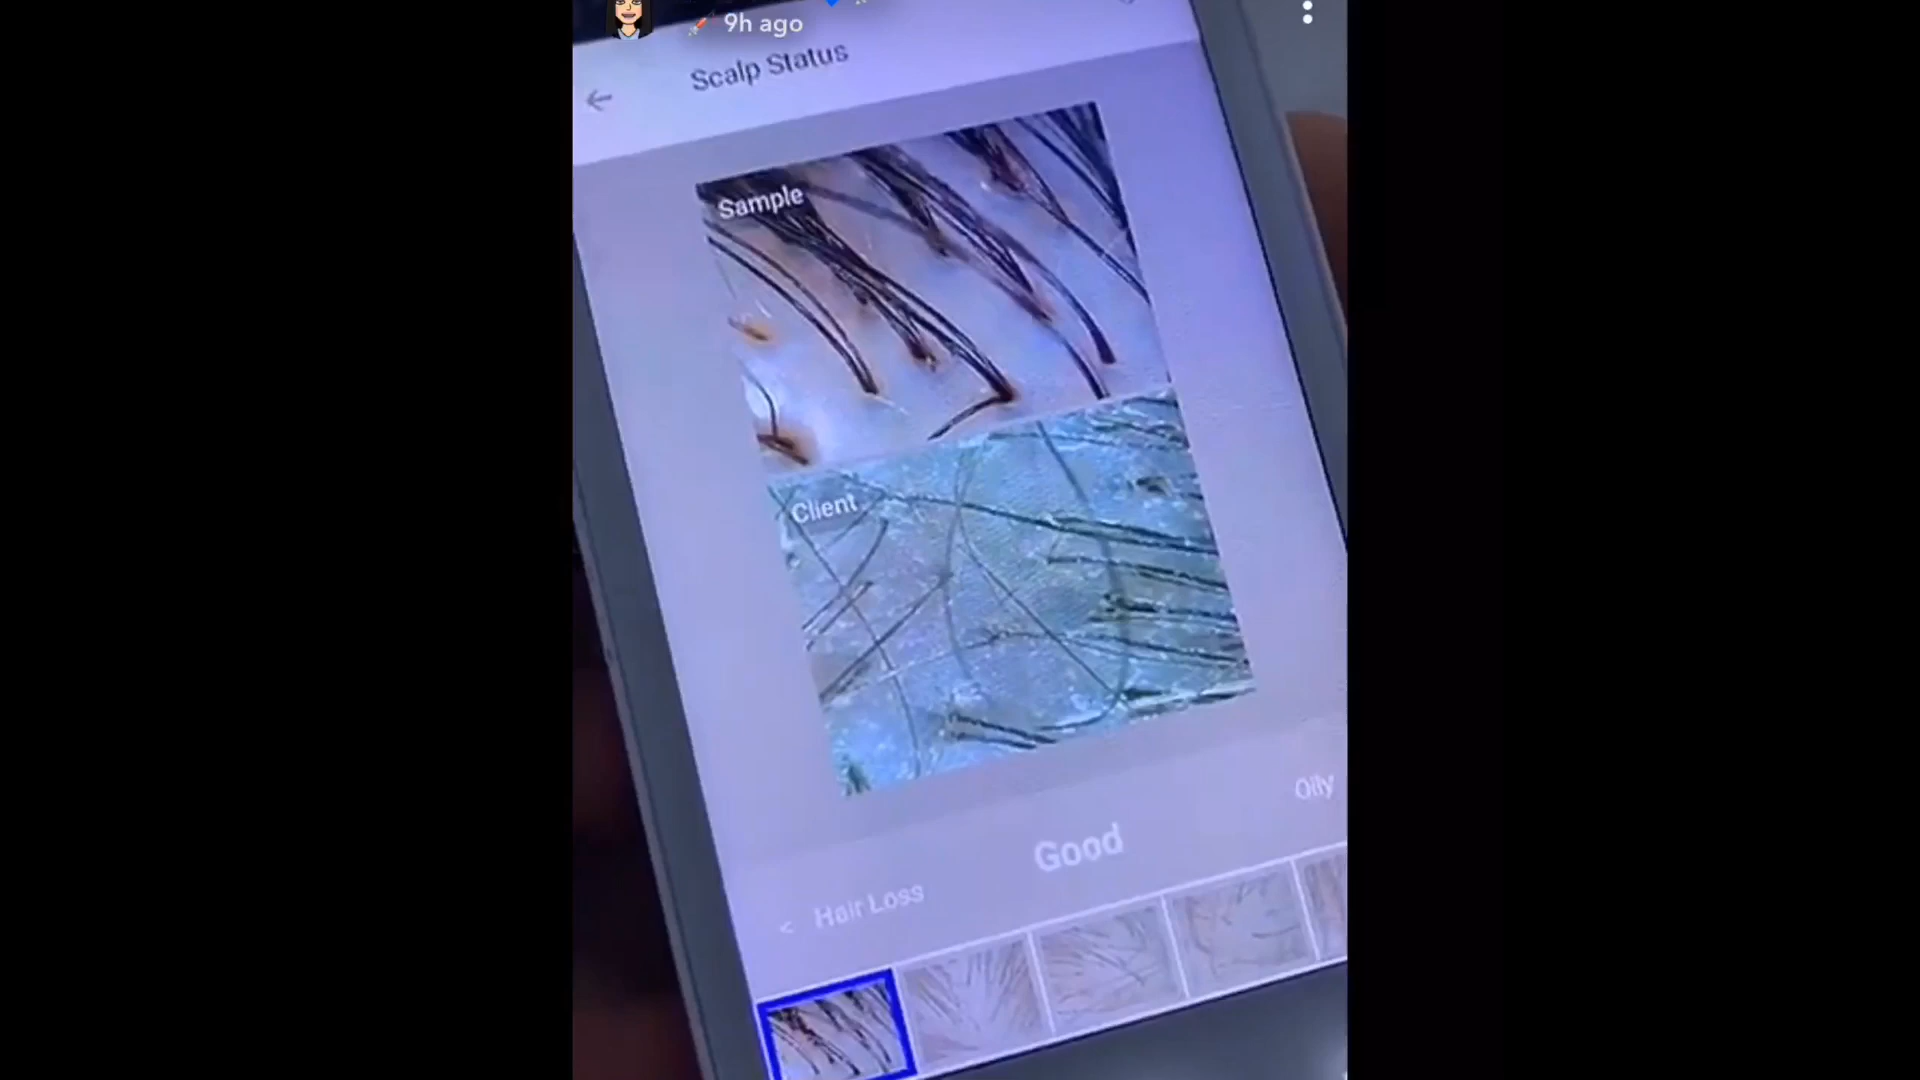 9h ago
Scalp Status
Sample
Client
Oily
Good
< Hair Loss